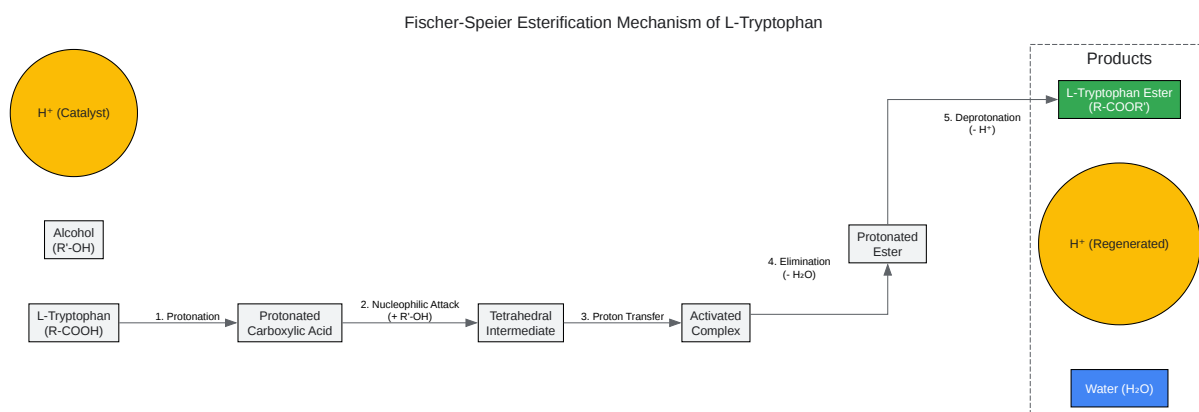 Fischer-Speier Esterification Mechanism of L-Tryptophan
H⁺ (Catalyst)
Alcohol
(R'-OH)
L-Tryptophan
(R-COOH)
1. Protonation
Protonated
Carboxylic Acid
2. Nucleophilic Attack
(+ R'-OH)
Tetrahedral
Intermediate
3. Proton Transfer
Activated
Complex
4. Elimination
(- H₂O)
Protonated
Ester
5. Deprotonation
(- H⁺)
Products
L-Tryptophan Ester
(R-COOR')
H⁺ (Regenerated)
Water (H₂O)